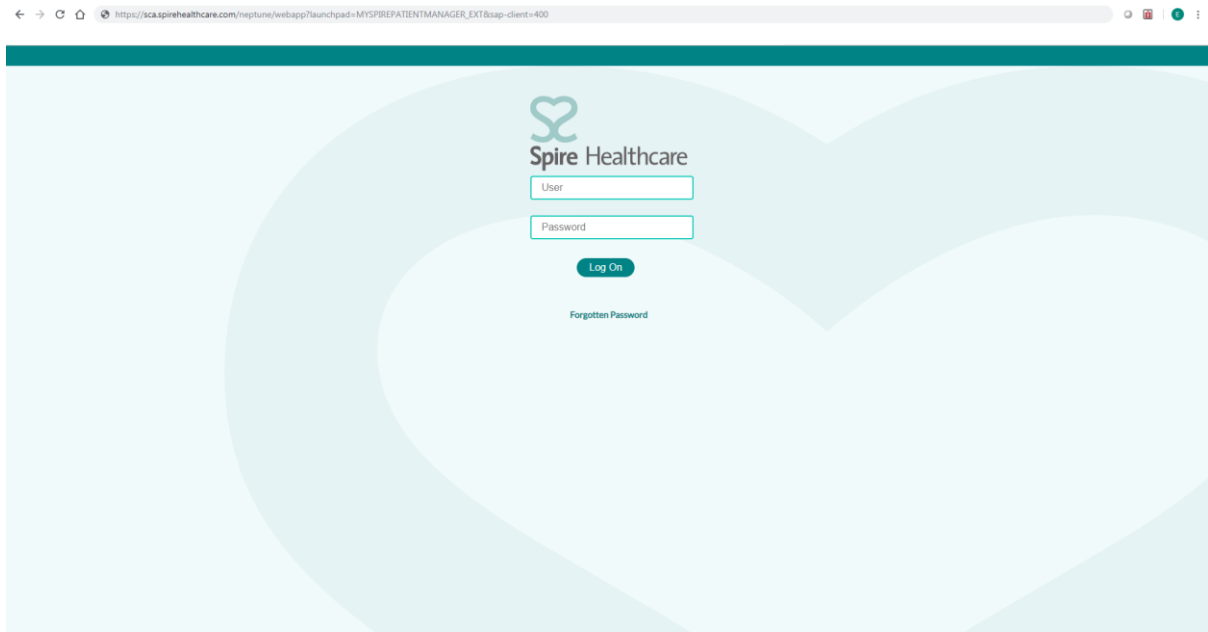 https://sca.spirehealthcare.com/neptune/webapp?launchpad=MYSPIREPATIENTMANAGER_EXT&sap-client=400
E
Spire Healthcare
User
Password
Log On
Forgotten Password